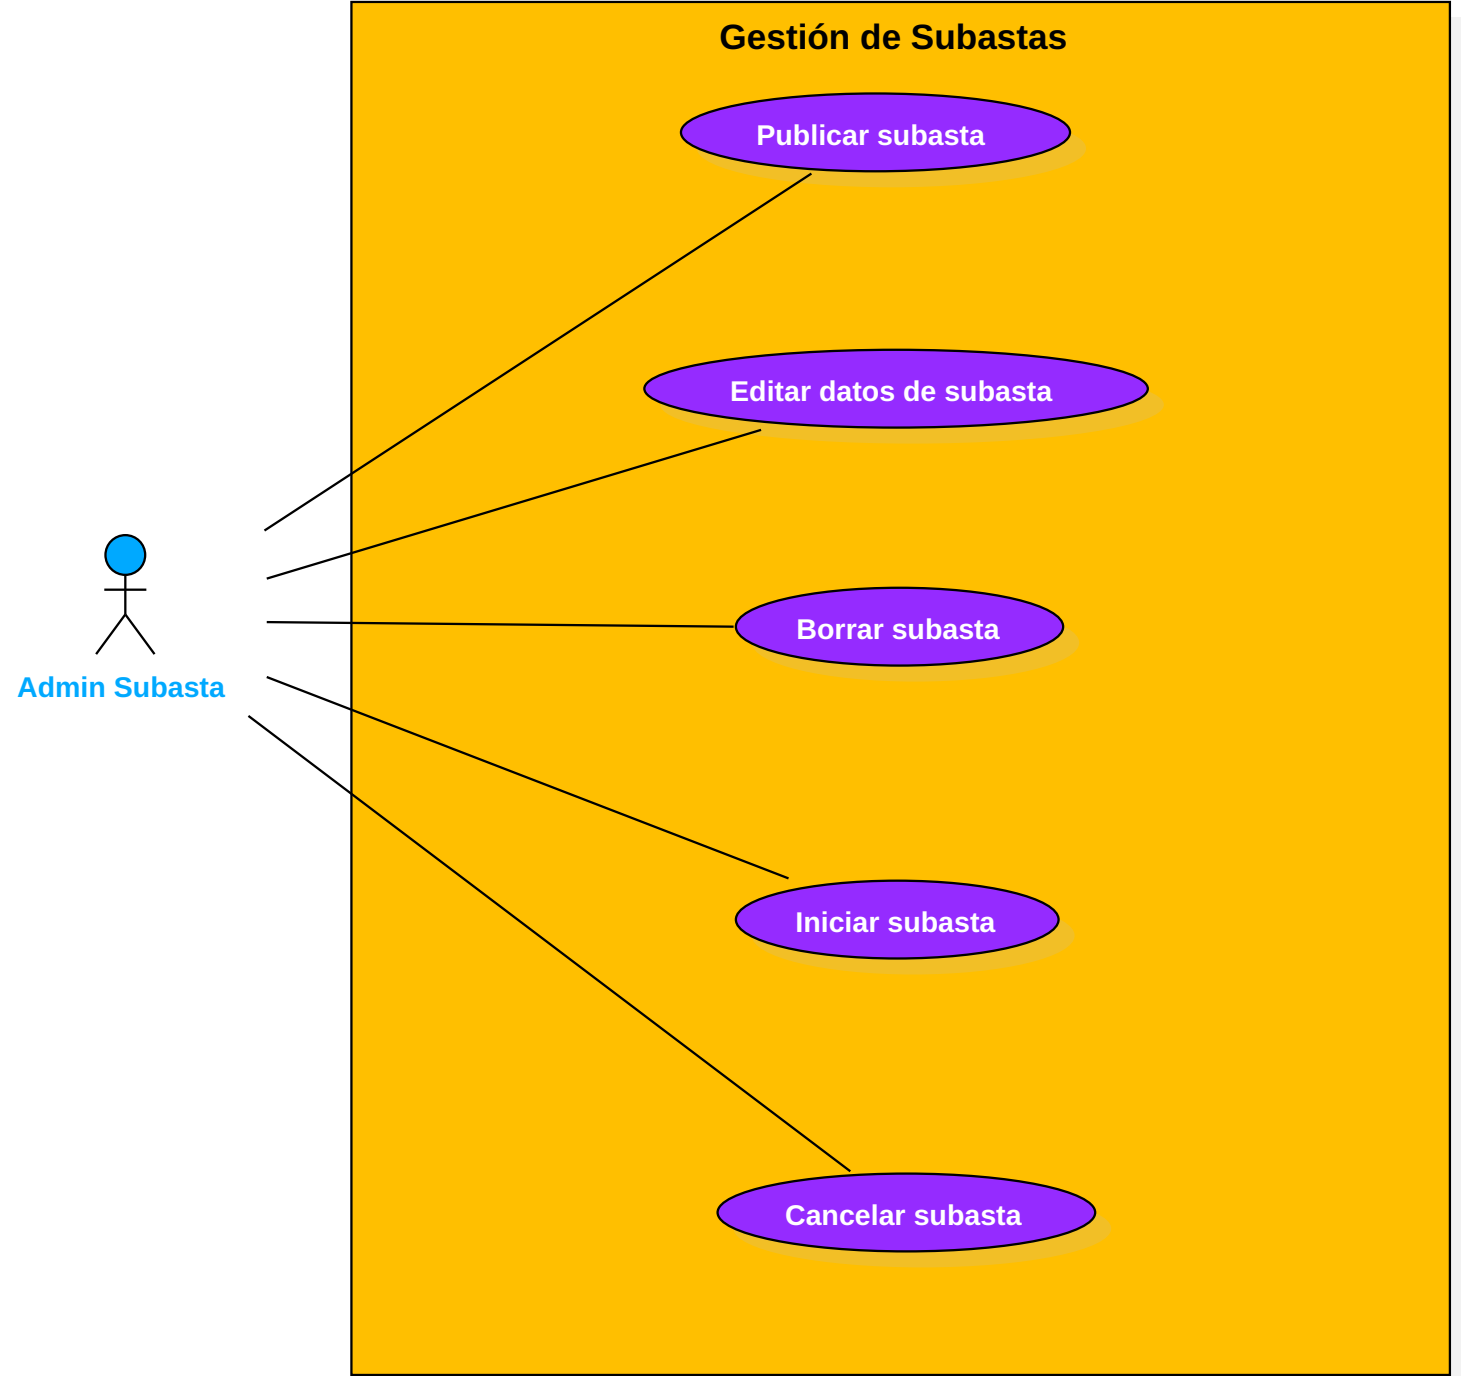 Gestión de Subastas
Publicar subasta
Editar datos de subasta
Borrar subasta
Admin Subasta
Iniciar subasta
Cancelar subasta